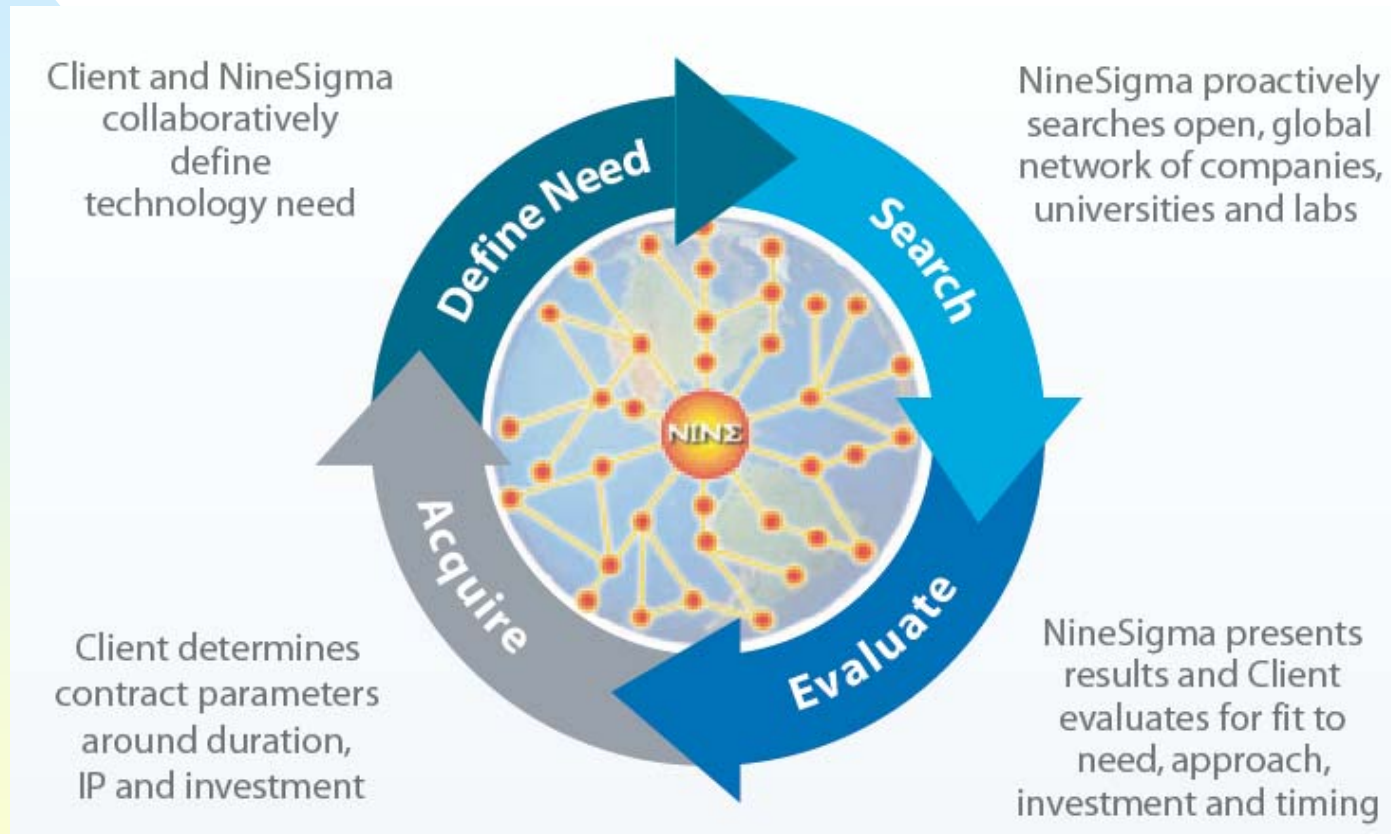 Client and NineSigma
collaboratively
define
technology need
Define Need
Search
NineSigma proactively
searches open, global
network of companies,
universities and labs
NINΣ
Acquire
Evaluate
Client determines
contract parameters
around duration,
IP and investment
NineSigma presents
results and Client
evaluates for fit to
need, approach,
investment and timing